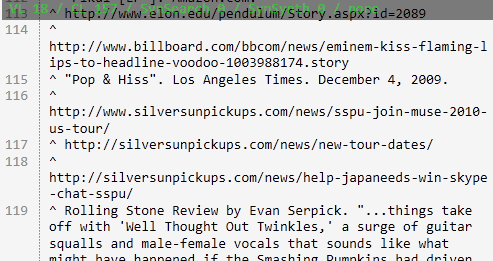 113 ^ http://www.elon.edu/pendulum/Story.aspx?id=2089
114 ^
http://www.billboard.com/bbcom/news/eminem-kiss-flaming-l
ips-to-headline-voodoo-1003988174.story
115 ^ "Pop & Hiss". Los Angeles Times. December 4, 2009.
116 ^
http://www.silversunpickups.com/news/sspu-join-muse-2010-
us-tour/
117 ^ http://silversunpickups.com/news/new-tour-dates/
118 ^
http://silversunpickups.com/news/help-japaneeds-win-skype
-chat-sspu/
119 ^ Rolling Stone Review by Evan Serpick. "...things take
off with 'Well Thought Out Twinkles,' a surge of guitar
squalls and male-female vocals that sounds like what
might have happened if the Smashing Pumpkins had driven